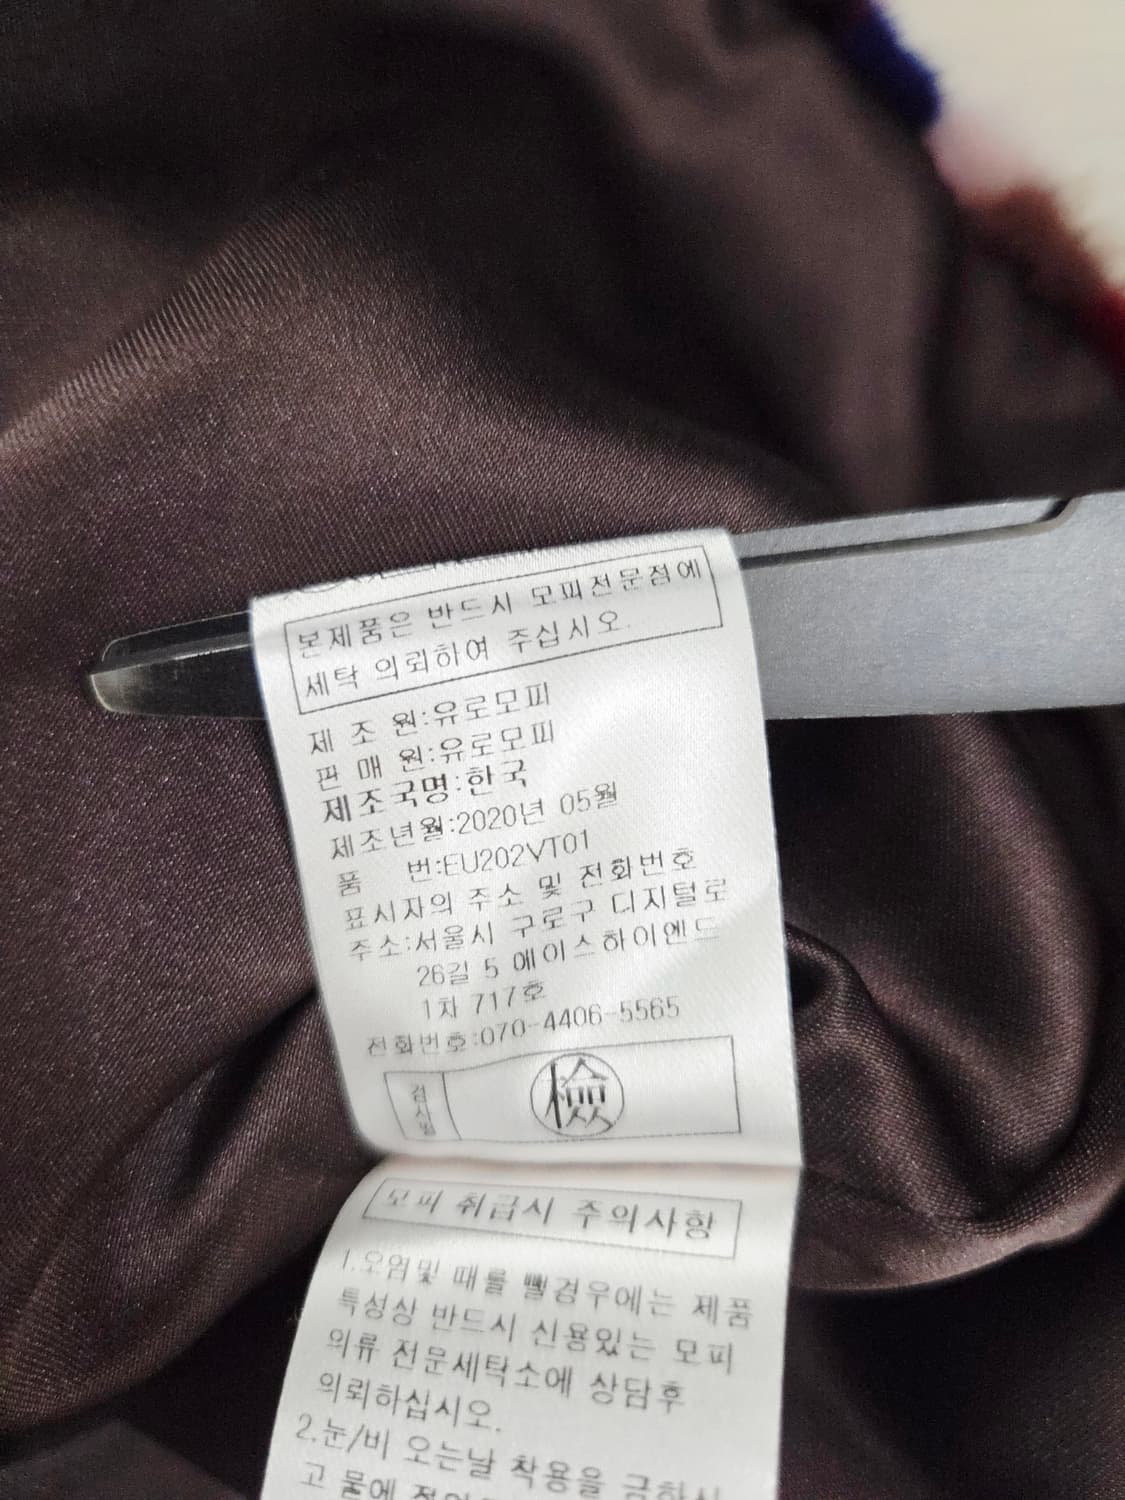 본제품은 반드시 모피전문점에
세탁 의뢰하여 주십시오.
제 조 원:유로모피
판 매 원:유로모피
제조국명:한국
제조년월:2020년 05월
품 번:EU202VT01
표시자의 주소 및 전화번호
주소:서울시 구로구 디지털로
26길 5 에이스하이엔드
1차 717호
전화번호:070-4406-5565
검사필
檢
모피 취급시 주의사항
1.오염및 때를 뺄경우에는 제품
특성상 반드시 신용있는 모피
의류 전문세탁소에 상담후
의뢰하십시오.
2.눈/비 오는날 착용을 금하시
고 물에